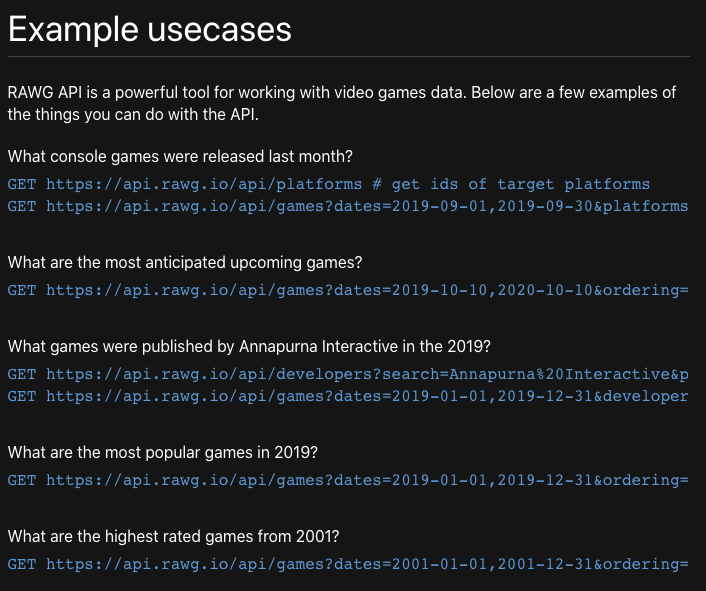 Example usecases
RAWG API is a powerful tool for working with video games data. Below are a few examples of
the things you can do with the API.
What console games were released last month?
GET https://api.rawg.io/api/platforms # get ids of target platforms
GET https://api.rawg.io/api/games?dates=2019-09-01,2019-09-30&platforms
What are the most anticipated upcoming games?
GET https://api.rawg.io/api/games?dates=2019-10-10,2020-10-10&ordering=
What games were published by Annapurna Interactive in the 2019?
GET https://api.rawg.io/api/developers?search=Annapurna%20Interactive&p
GET https://api.rawg.io/api/games?dates=2019-01-01,2019-12-31&developer
What are the most popular games in 2019?
GET https://api.rawg.io/api/games?dates=2019-01-01,2019-12-31&ordering=
What are the highest rated games from 2001?
GET https://api.rawg.io/api/games?dates=2001-01-01,2001-12-31&ordering=